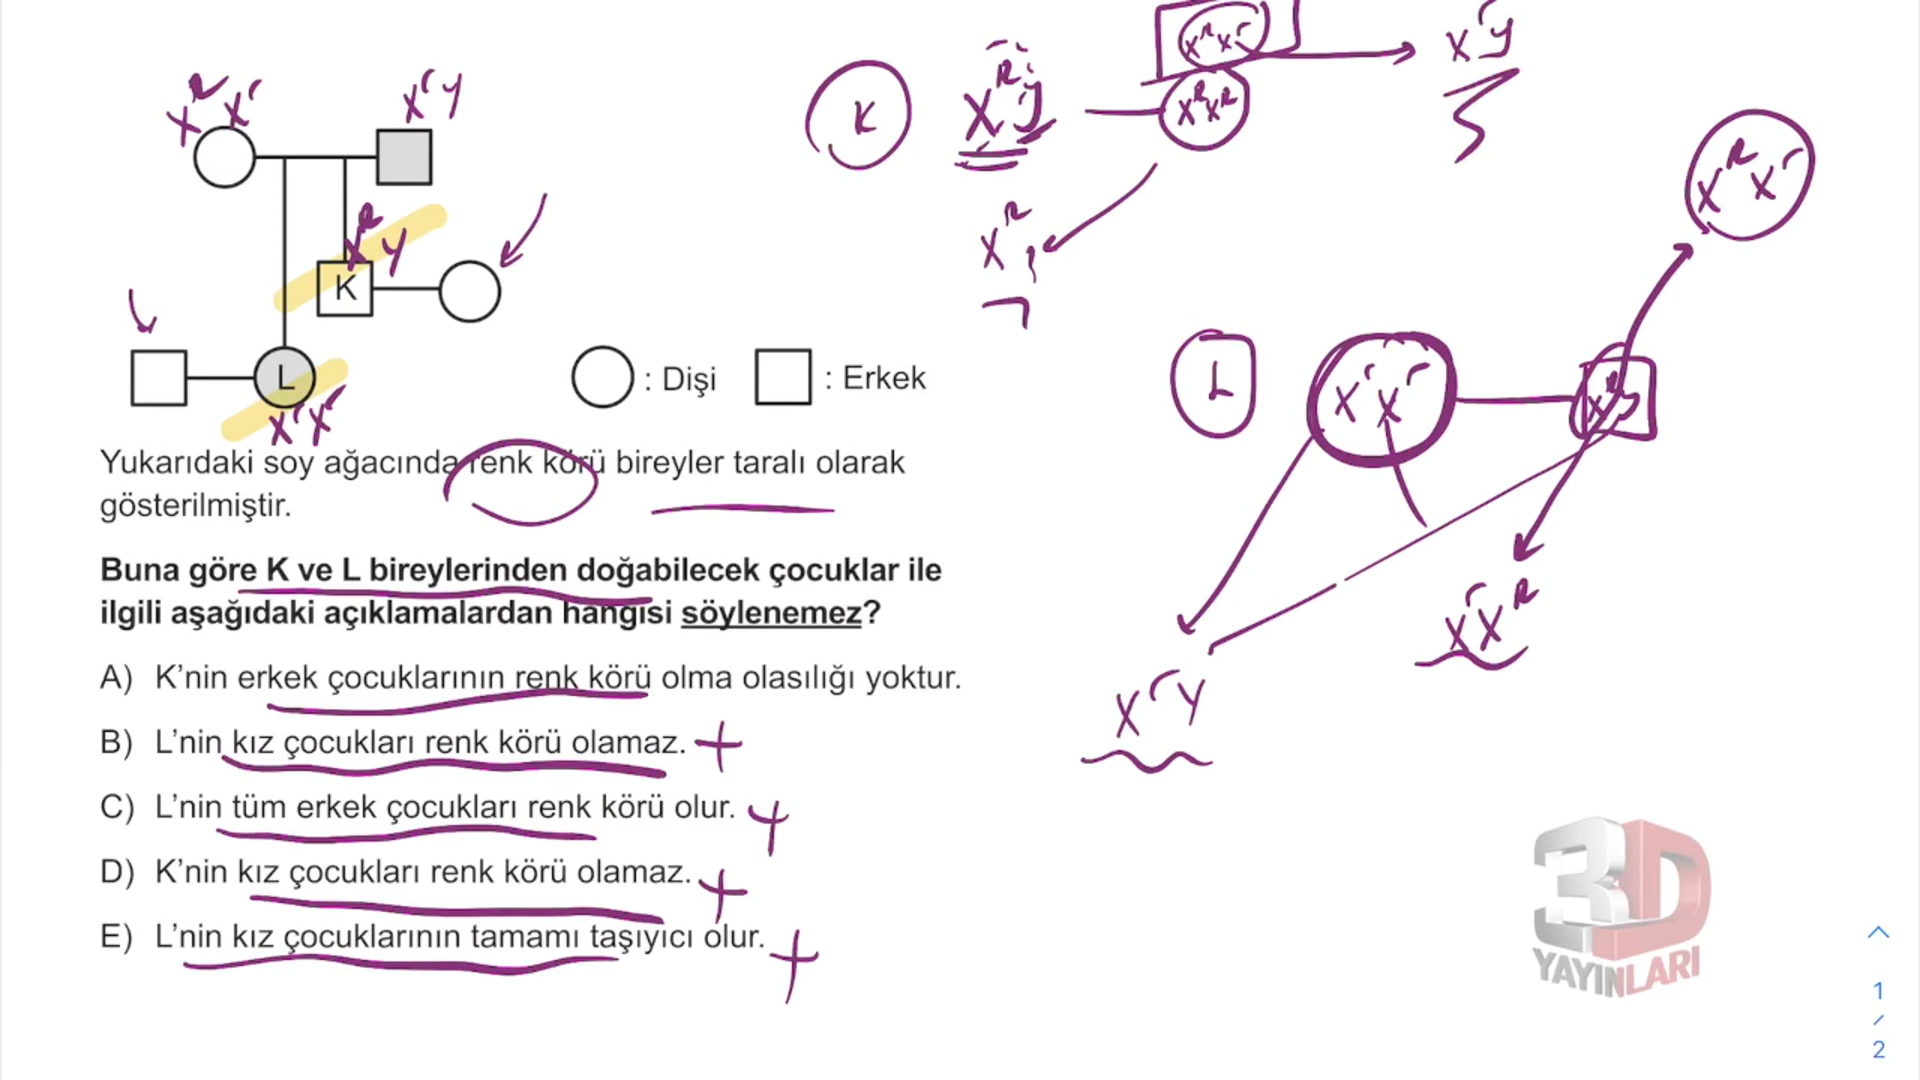 X^R X^r
X^r y
K
X^R y
X^R X^r
X^R X^R
X^r y
X^R X^r
X^R y
K
X^R
L
X^r X^r
X^R y
L
: Dişi
: Erkek
X^r X^r
Yukarıdaki soy ağacında renk körü bireyler taralı olarak
gösterilmiştir.
Buna göre K ve L bireylerinden doğabilecek çocuklar ile
ilgili aşağıdaki açıklamalardan hangisi söylenemez?
X^r X^R
A) K’nin erkek çocuklarının renk körü olma olasılığı yoktur.
X^r y
B) L’nin kız çocukları renk körü olamaz. +
C) L’nin tüm erkek çocukları renk körü olur. +
D) K’nin kız çocukları renk körü olamaz. +
E) L’nin kız çocuklarının tamamı taşıyıcı olur. +
3D
YAYINLARI
1
/
2